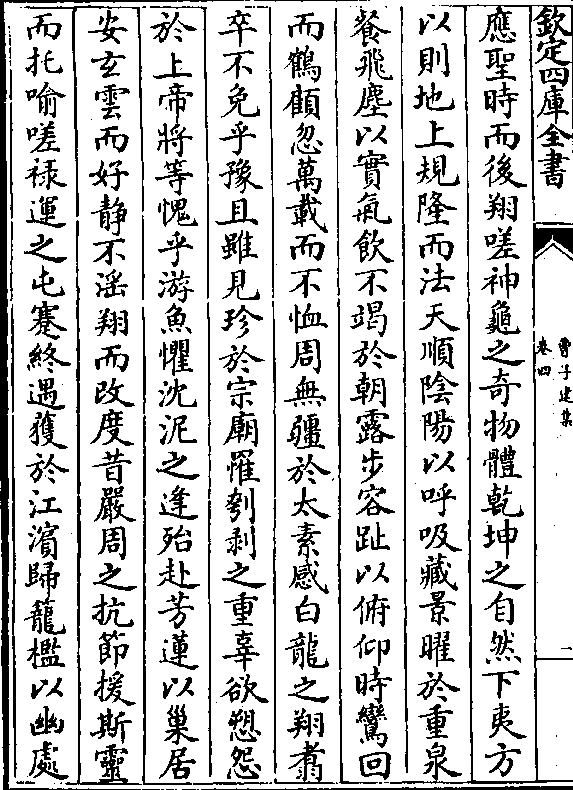 欽定四庫全書
曹子建集
卷四
一
應聖時而後翔嗟神龜之奇物體乾坤之自然下夷方
以則地上規隆而法天順陰陽以呼吸藏景曜於重泉
餐飛塵以實氣飲不竭於朝露步容趾以俯仰時鸞回
而鶴顧忽萬載而不恤周無疆於太素感白龍之翔翥
卒不免乎豫且雖見珍於宗廟罹刳剥之重辜欲愬怨
於上帝將等愧乎游魚懼沈泥之逢殆赴芳蓮以巢居
安玄雲而好静不滛翔而改度昔嚴周之抗節援斯靈
而托喻嗟禄運之屯蹇終遇獲於江濵歸籠檻以幽處